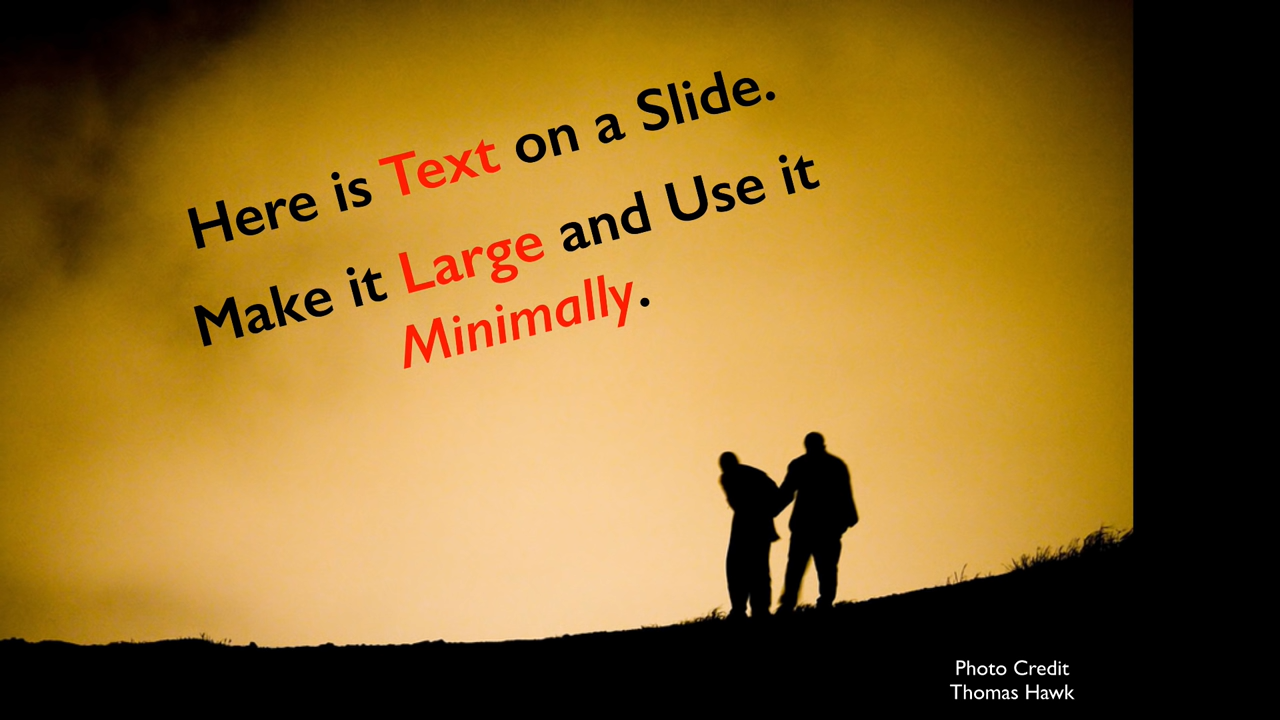 Here is Text on a Slide.
Make it Large and Use it
Minimally.
Photo Credit
Thomas Hawk